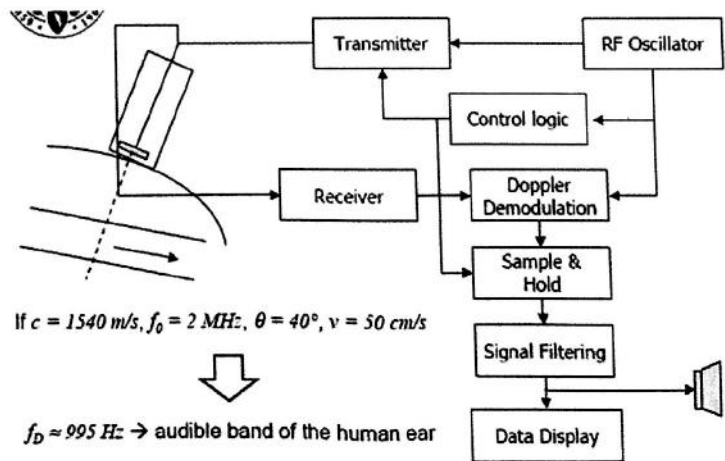 Transmitter
RF Oscillator
Control logic
Receiver
Doppler
Demodulation
Sample &
Hold
If c = 1540 m/s, f₀ = 2 MHz, θ = 40°, v = 50 cm/s
Signal Filtering
f_D ≈ 995 Hz → audible band of the human ear
Data Display